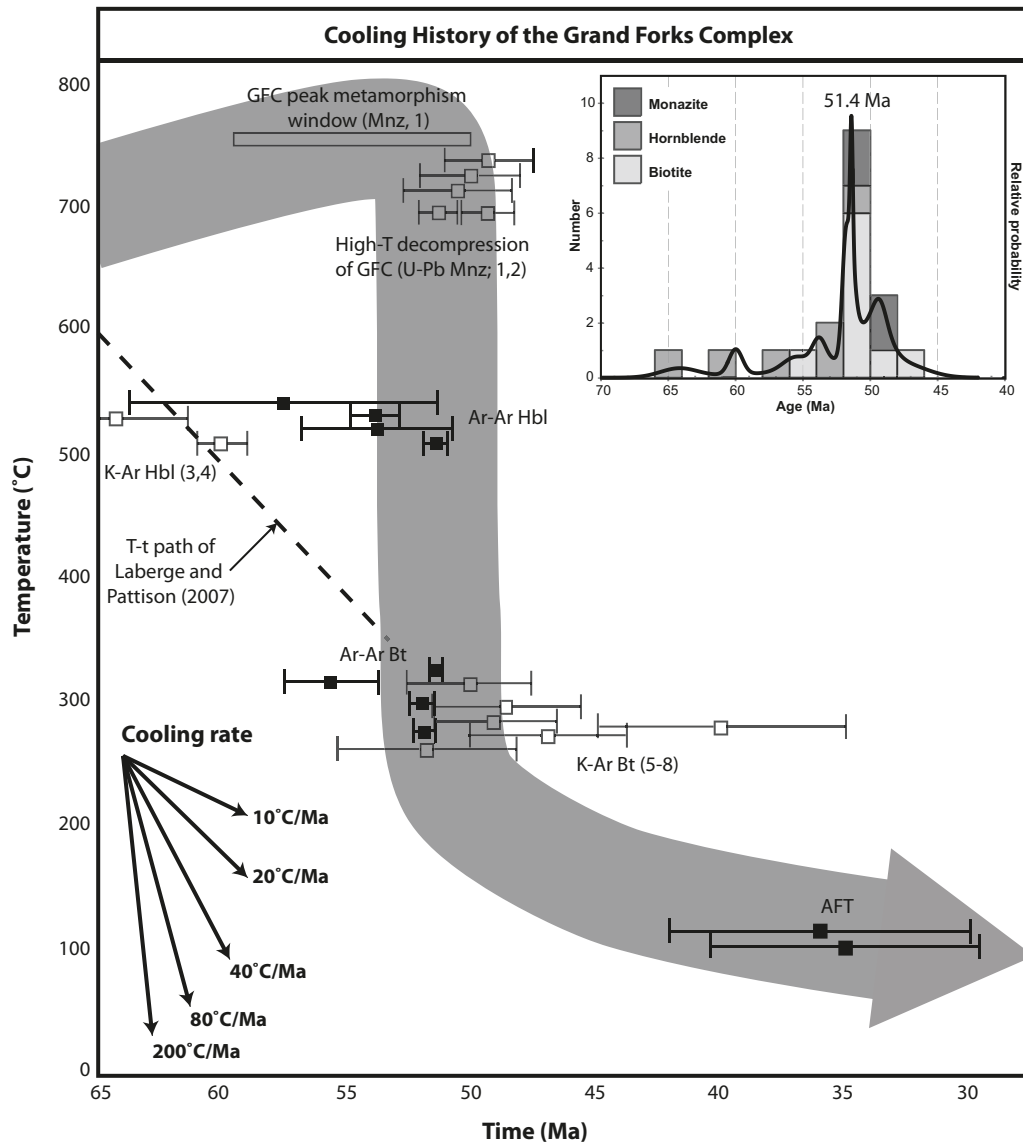 Cooling History of the Grand Forks Complex
800
700
600
500
400
300
200
100
0
Temperature (˚C)
65
60
55
50
45
40
35
30
Time (Ma)
GFC peak metamorphism
window (Mnz, 1)
High-T decompression
of GFC (U-Pb Mnz; 1,2)
Ar-Ar Hbl
K-Ar Hbl (3,4)
T-t path of
Laberge and
Pattison (2007)
Ar-Ar Bt
K-Ar Bt (5-8)
AFT
Cooling rate
10˚C/Ma
20˚C/Ma
40˚C/Ma
80˚C/Ma
200˚C/Ma
51.4 Ma
Monazite
Hornblende
Biotite
10
8
6
4
2
0
Number
Relative probability
70
65
60
55
50
45
40
Age (Ma)